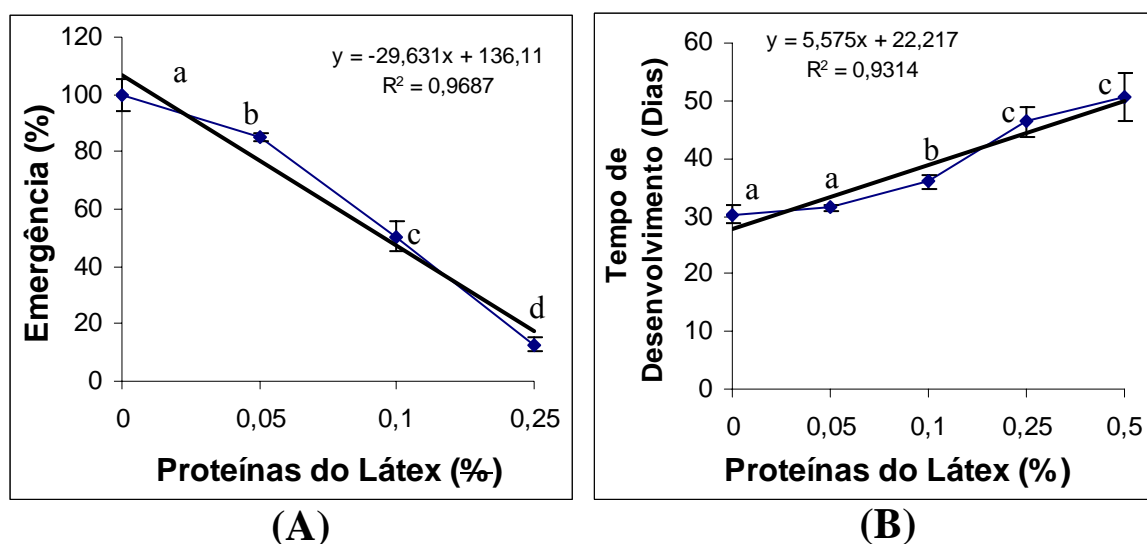 y = -29,631x + 136,11
R² = 0,9687
120
100
80
60
40
20
0
a
b
c
d
0
0,05
0,1
0,25
Emergência (%)
Proteínas do Látex (%)
(A)
y = 5,575x + 22,217
R² = 0,9314
60
50
40
30
20
10
0
a
a
b
c
c
0
0,05
0,1
0,25
0,5
Tempo de
Desenvolvimento (Dias)
Proteínas do Látex (%)
(B)